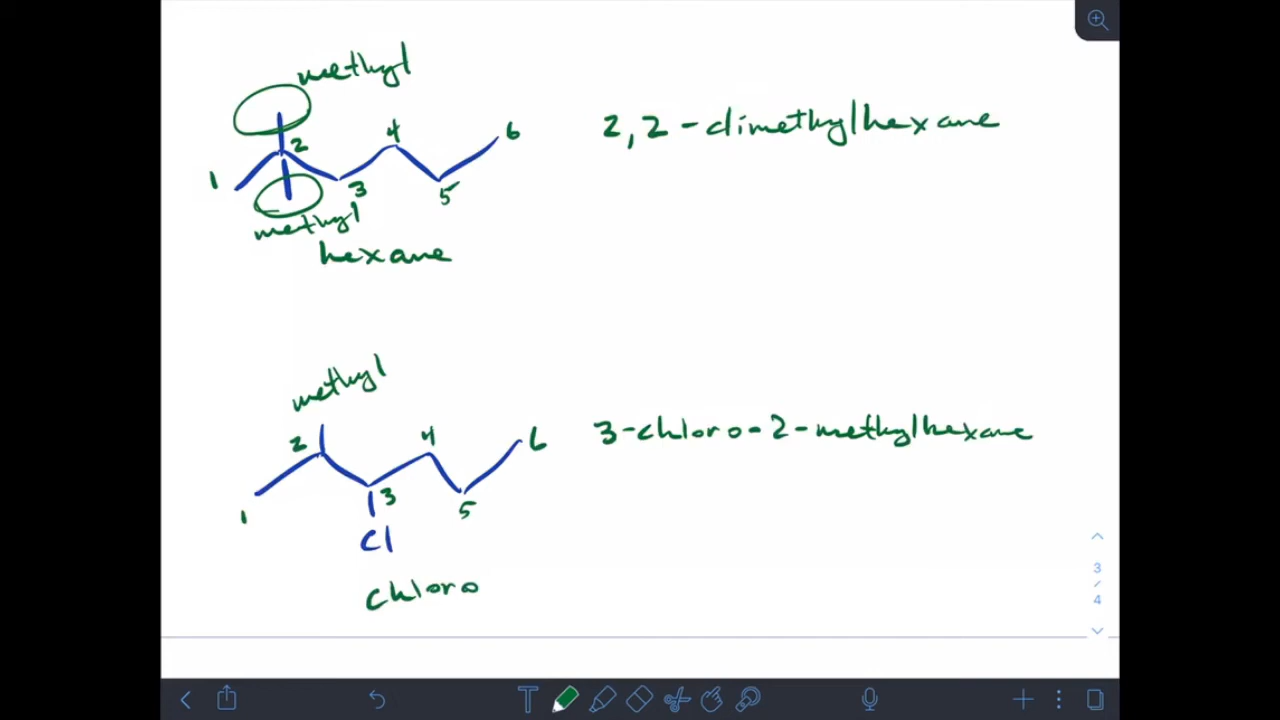 methyl
2,2-dimethylhexane
1 2 3 4 5 6
methyl
hexane
methyl
3-chloro-2-methylhexane
1 2 3 4 5 6
Cl
chloro
3
/
4
T